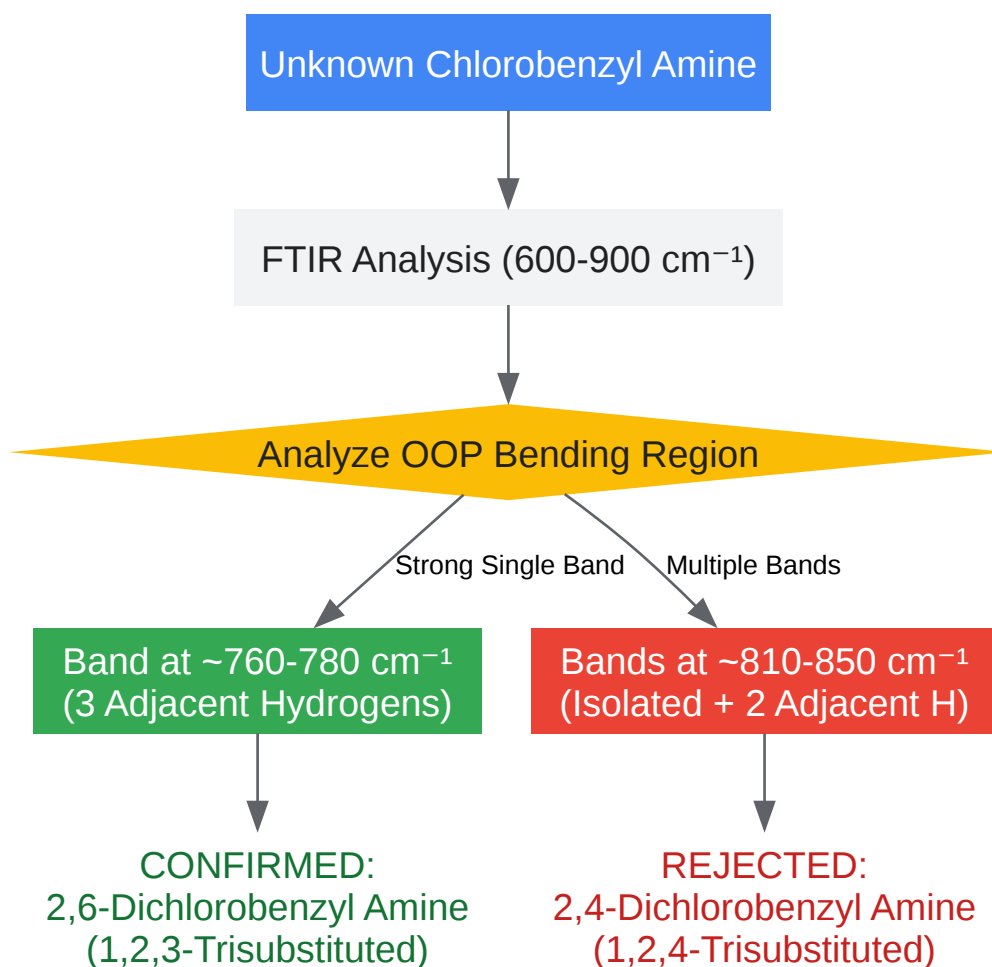 Unknown Chlorobenzyl Amine
FTIR Analysis (600-900 cm⁻¹)
Analyze OOP Bending Region
Strong Single Band
Multiple Bands
Band at ~760-780 cm⁻¹
(3 Adjacent Hydrogens)
Bands at ~810-850 cm⁻¹
(Isolated + 2 Adjacent H)
CONFIRMED:
2,6-Dichlorobenzyl Amine
(1,2,3-Trisubstituted)
REJECTED:
2,4-Dichlorobenzyl Amine
(1,2,4-Trisubstituted)